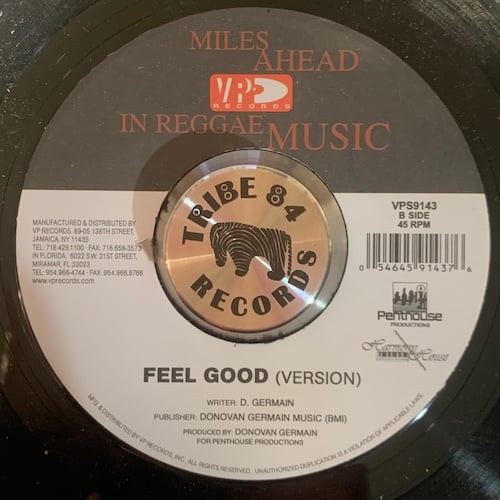 MILES
AHEAD
VP
RECORDS
IN REGGAE MUSIC
TRIBE 84
RECORDS
MANUFACTURED & DISTRIBUTED BY
VP RECORDS, 89-05 138TH STREET,
JAMAICA, NY 11435
TEL: 718.425.1100 · FAX: 718.658.3573
IN FLORIDA, 6022 S.W. 21ST STREET,
MIRAMAR, FL 33023
TEL: 954.966.4744 · FAX: 954.966.8766
www.vprecords.com
VPS9143
B SIDE
45 RPM
0 54645 91437 6
Penthouse
PRODUCTIONS
Harmony House
FEEL GOOD (VERSION)
WRITER: D. GERMAIN
PUBLISHER: DONOVAN GERMAIN MUSIC (BMI)
PRODUCED BY: DONOVAN GERMAIN
FOR PENTHOUSE PRODUCTIONS
MFG. & DISTRIBUTED BY VP RECORDS, INC. ALL RIGHTS RESERVED. UNAUTHORIZED DUPLICATION IS A VIOLATION OF APPLICABLE LAWS.